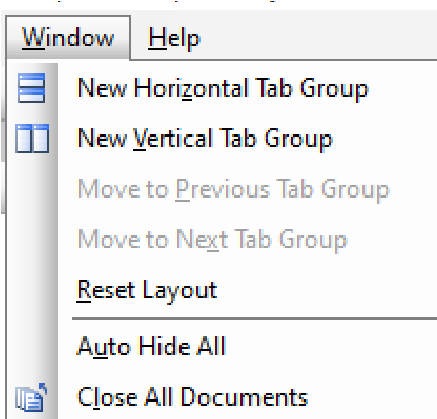 Window Help
New Horizontal Tab Group
New Vertical Tab Group
Move to Previous Tab Group
Move to Next Tab Group
Reset Layout
Auto Hide All
Close All Documents